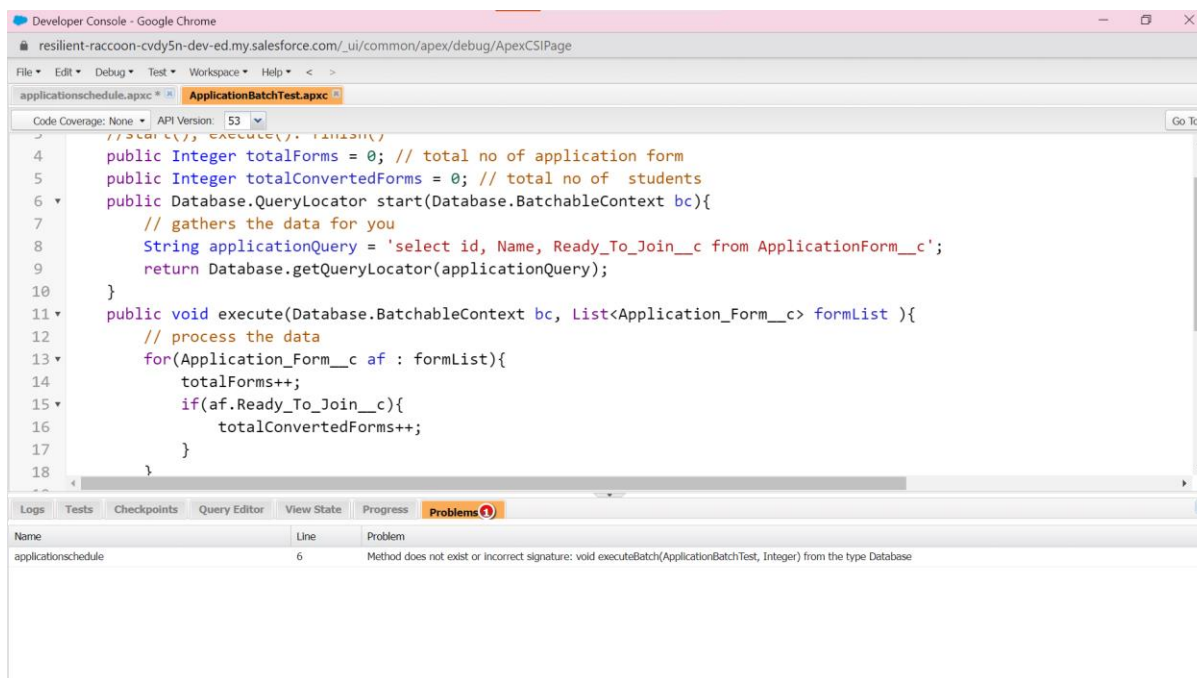 Developer Console - Google Chrome
resilient-raccoon-cvdy5n-dev-ed.my.salesforce.com/_ui/common/apex/debug/ApexCSIPage
File Edit Debug Test Workspace Help < >
applicationschedule.apxc * ApplicationBatchTest.apxc
Code Coverage: None API Version: 53 Go To
3 //start(), execute(). finish()
4 public Integer totalForms = 0; // total no of application form
5 public Integer totalConvertedForms = 0; // total no of students
6 public Database.QueryLocator start(Database.BatchableContext bc){
7 // gathers the data for you
8 String applicationQuery = 'select id, Name, Ready_To_Join__c from ApplicationForm__c';
9 return Database.getQueryLocator(applicationQuery);
10 }
11 public void execute(Database.BatchableContext bc, List<Application_Form__c> formList ){
12 // process the data
13 for(Application_Form__c af : formList){
14 totalForms++;
15 if(af.Ready_To_Join__c){
16 totalConvertedForms++;
17 }
18 }
Logs Tests Checkpoints Query Editor View State Progress Problems 1
Name Line Problem
applicationschedule 6 Method does not exist or incorrect signature: void executeBatch(ApplicationBatchTest, Integer) from the type Database